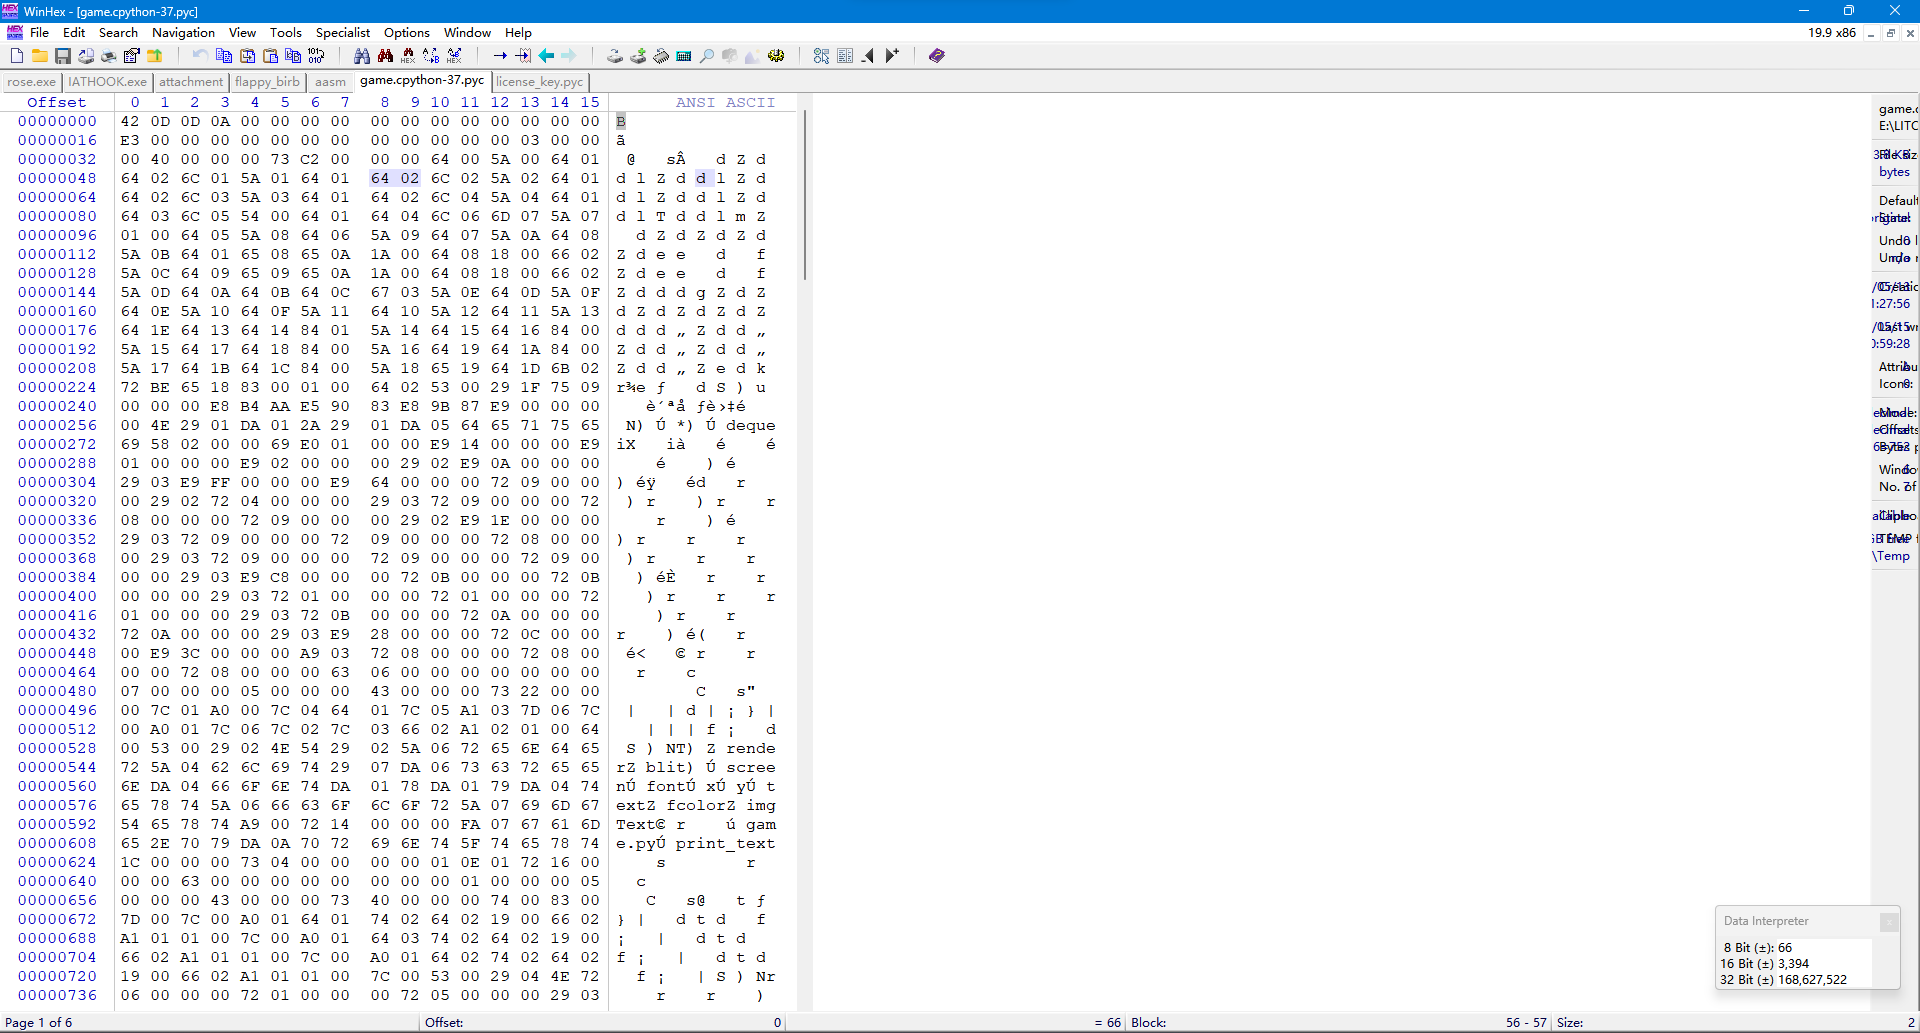 WinHex - [game.cpython-37.pyc]
File Edit Search Navigation View Tools Specialist Options Window Help
19.9 x86
rose.exe IATHOOK.exe attachment flappy_birb aasm game.cpython-37.pyc license_key.pyc
Offset 0 1 2 3 4 5 6 7 8 9 10 11 12 13 14 15 ANSI ASCII
00000000 42 0D 0D 0A 00 00 00 00 00 00 00 00 00 00 00 00 B
00000016 E3 00 00 00 00 00 00 00 00 00 00 00 00 03 00 00 ã
00000032 00 40 00 00 00 73 C2 00 00 00 64 00 5A 00 64 01 @ sÂ d Z d
00000048 64 02 6C 01 5A 01 64 01 64 02 6C 02 5A 02 64 01 d l Z d d l Z d
00000064 64 02 6C 03 5A 03 64 01 64 02 6C 04 5A 04 64 01 d l Z d d l Z d
00000080 64 03 6C 05 54 00 64 01 64 04 6C 06 6D 07 5A 07 d l T d d l m Z
00000096 01 00 64 05 5A 08 64 06 5A 09 64 07 5A 0A 64 08 d Z d Z d Z d
00000112 5A 0B 64 01 65 08 65 0A 1A 00 64 08 18 00 66 02 Z d e e d f
00000128 5A 0C 64 09 65 09 65 0A 1A 00 64 08 18 00 66 02 Z d e e d f
00000144 5A 0D 64 0A 64 0B 64 0C 67 03 5A 0E 64 0D 5A 0F Z d d d g Z d Z
00000160 64 0E 5A 10 64 0F 5A 11 64 10 5A 12 64 11 5A 13 d Z d Z d Z d Z
00000176 64 1E 64 13 64 14 84 01 5A 14 64 15 64 16 84 00 d d d „ Z d d „
00000192 5A 15 64 17 64 18 84 00 5A 16 64 19 64 1A 84 00 Z d d „ Z d d „
00000208 5A 17 64 1B 64 1C 84 00 5A 18 65 19 64 1D 6B 02 Z d d „ Z e d k
00000224 72 BE 65 18 83 00 01 00 64 02 53 00 29 1F 75 09 r¾e ƒ d S ) u
00000240 00 00 00 E8 B4 AA E5 90 83 E8 9B 87 E9 00 00 00 è´ªå ƒè›‡é
00000256 00 4E 29 01 DA 01 2A 29 01 DA 05 64 65 71 75 65 N) Ú *) Ú deque
00000272 69 58 02 00 00 69 E0 01 00 00 E9 14 00 00 00 E9 iX ià é é
00000288 01 00 00 00 E9 02 00 00 00 29 02 E9 0A 00 00 00 é ) é
00000304 29 03 E9 FF 00 00 00 E9 64 00 00 00 72 09 00 00 ) éÿ éd r
00000320 00 29 02 72 04 00 00 00 29 03 72 09 00 00 00 72 ) r ) r r
00000336 08 00 00 00 72 09 00 00 00 29 02 E9 1E 00 00 00 r ) é
00000352 29 03 72 09 00 00 00 72 09 00 00 00 72 08 00 00 ) r r r
00000368 00 29 03 72 09 00 00 00 72 09 00 00 00 72 09 00 ) r r r
00000384 00 00 29 03 E9 C8 00 00 00 72 0B 00 00 00 72 0B ) éÈ r r
00000400 00 00 00 29 03 72 01 00 00 00 72 01 00 00 00 72 ) r r r
00000416 01 00 00 00 29 03 72 0B 00 00 00 72 0A 00 00 00 ) r r
00000432 72 0A 00 00 00 29 03 E9 28 00 00 00 72 0C 00 00 r ) é( r
00000448 00 E9 3C 00 00 00 A9 03 72 08 00 00 00 72 08 00 é< © r r
00000464 00 00 72 08 00 00 00 63 06 00 00 00 00 00 00 00 r c
00000480 07 00 00 00 05 00 00 00 43 00 00 00 73 22 00 00 C s"
00000496 00 7C 01 A0 00 7C 04 64 01 7C 05 A1 03 7D 06 7C | | d | ¡ } |
00000512 00 A0 01 7C 06 7C 02 7C 03 66 02 A1 02 01 00 64 | | | f ¡ d
00000528 00 53 00 29 02 4E 54 29 02 5A 06 72 65 6E 64 65 S ) NT) Z rende
00000544 72 5A 04 62 6C 69 74 29 07 DA 06 73 63 72 65 65 rZ blit) Ú scree
00000560 6E DA 04 66 6F 6E 74 DA 01 78 DA 01 79 DA 04 74 nÚ fontÚ xÚ yÚ t
00000576 65 78 74 5A 06 66 63 6F 6C 6F 72 5A 07 69 6D 67 extZ fcolorZ img
00000592 54 65 78 74 A9 00 72 14 00 00 00 FA 07 67 61 6D Text© r ú gam
00000608 65 2E 70 79 DA 0A 70 72 69 6E 74 5F 74 65 78 74 e.pyÚ print_text
00000624 1C 00 00 00 73 04 00 00 00 00 01 0E 01 72 16 00 s r
00000640 00 00 63 00 00 00 00 00 00 00 00 01 00 00 00 05 c
00000656 00 00 00 43 00 00 00 73 40 00 00 00 74 00 83 00 C s@ t ƒ
00000672 7D 00 7C 00 A0 01 64 01 74 02 64 02 19 00 66 02 } | d t d f
00000688 A1 01 01 00 7C 00 A0 01 64 03 74 02 64 02 19 00 ¡ | d t d
00000704 66 02 A1 01 01 00 7C 00 A0 01 64 02 74 02 64 02 f ¡ | d t d
00000720 19 00 66 02 A1 01 01 00 7C 00 53 00 29 04 4E 72 f ¡ | S ) Nr
00000736 06 00 00 00 72 01 00 00 00 72 05 00 00 00 29 03 r r )
game.c
E:\LITC
bytes
Default
Undo l
1:27:56
0:59:28
Icons:
Window
No. of
\Temp
Data Interpreter
8 Bit (±): 66
16 Bit (±) 3,394
32 Bit (±) 168,627,522
Page 1 of 6 Offset: 0 = 66 Block: 56 - 57 Size: 2